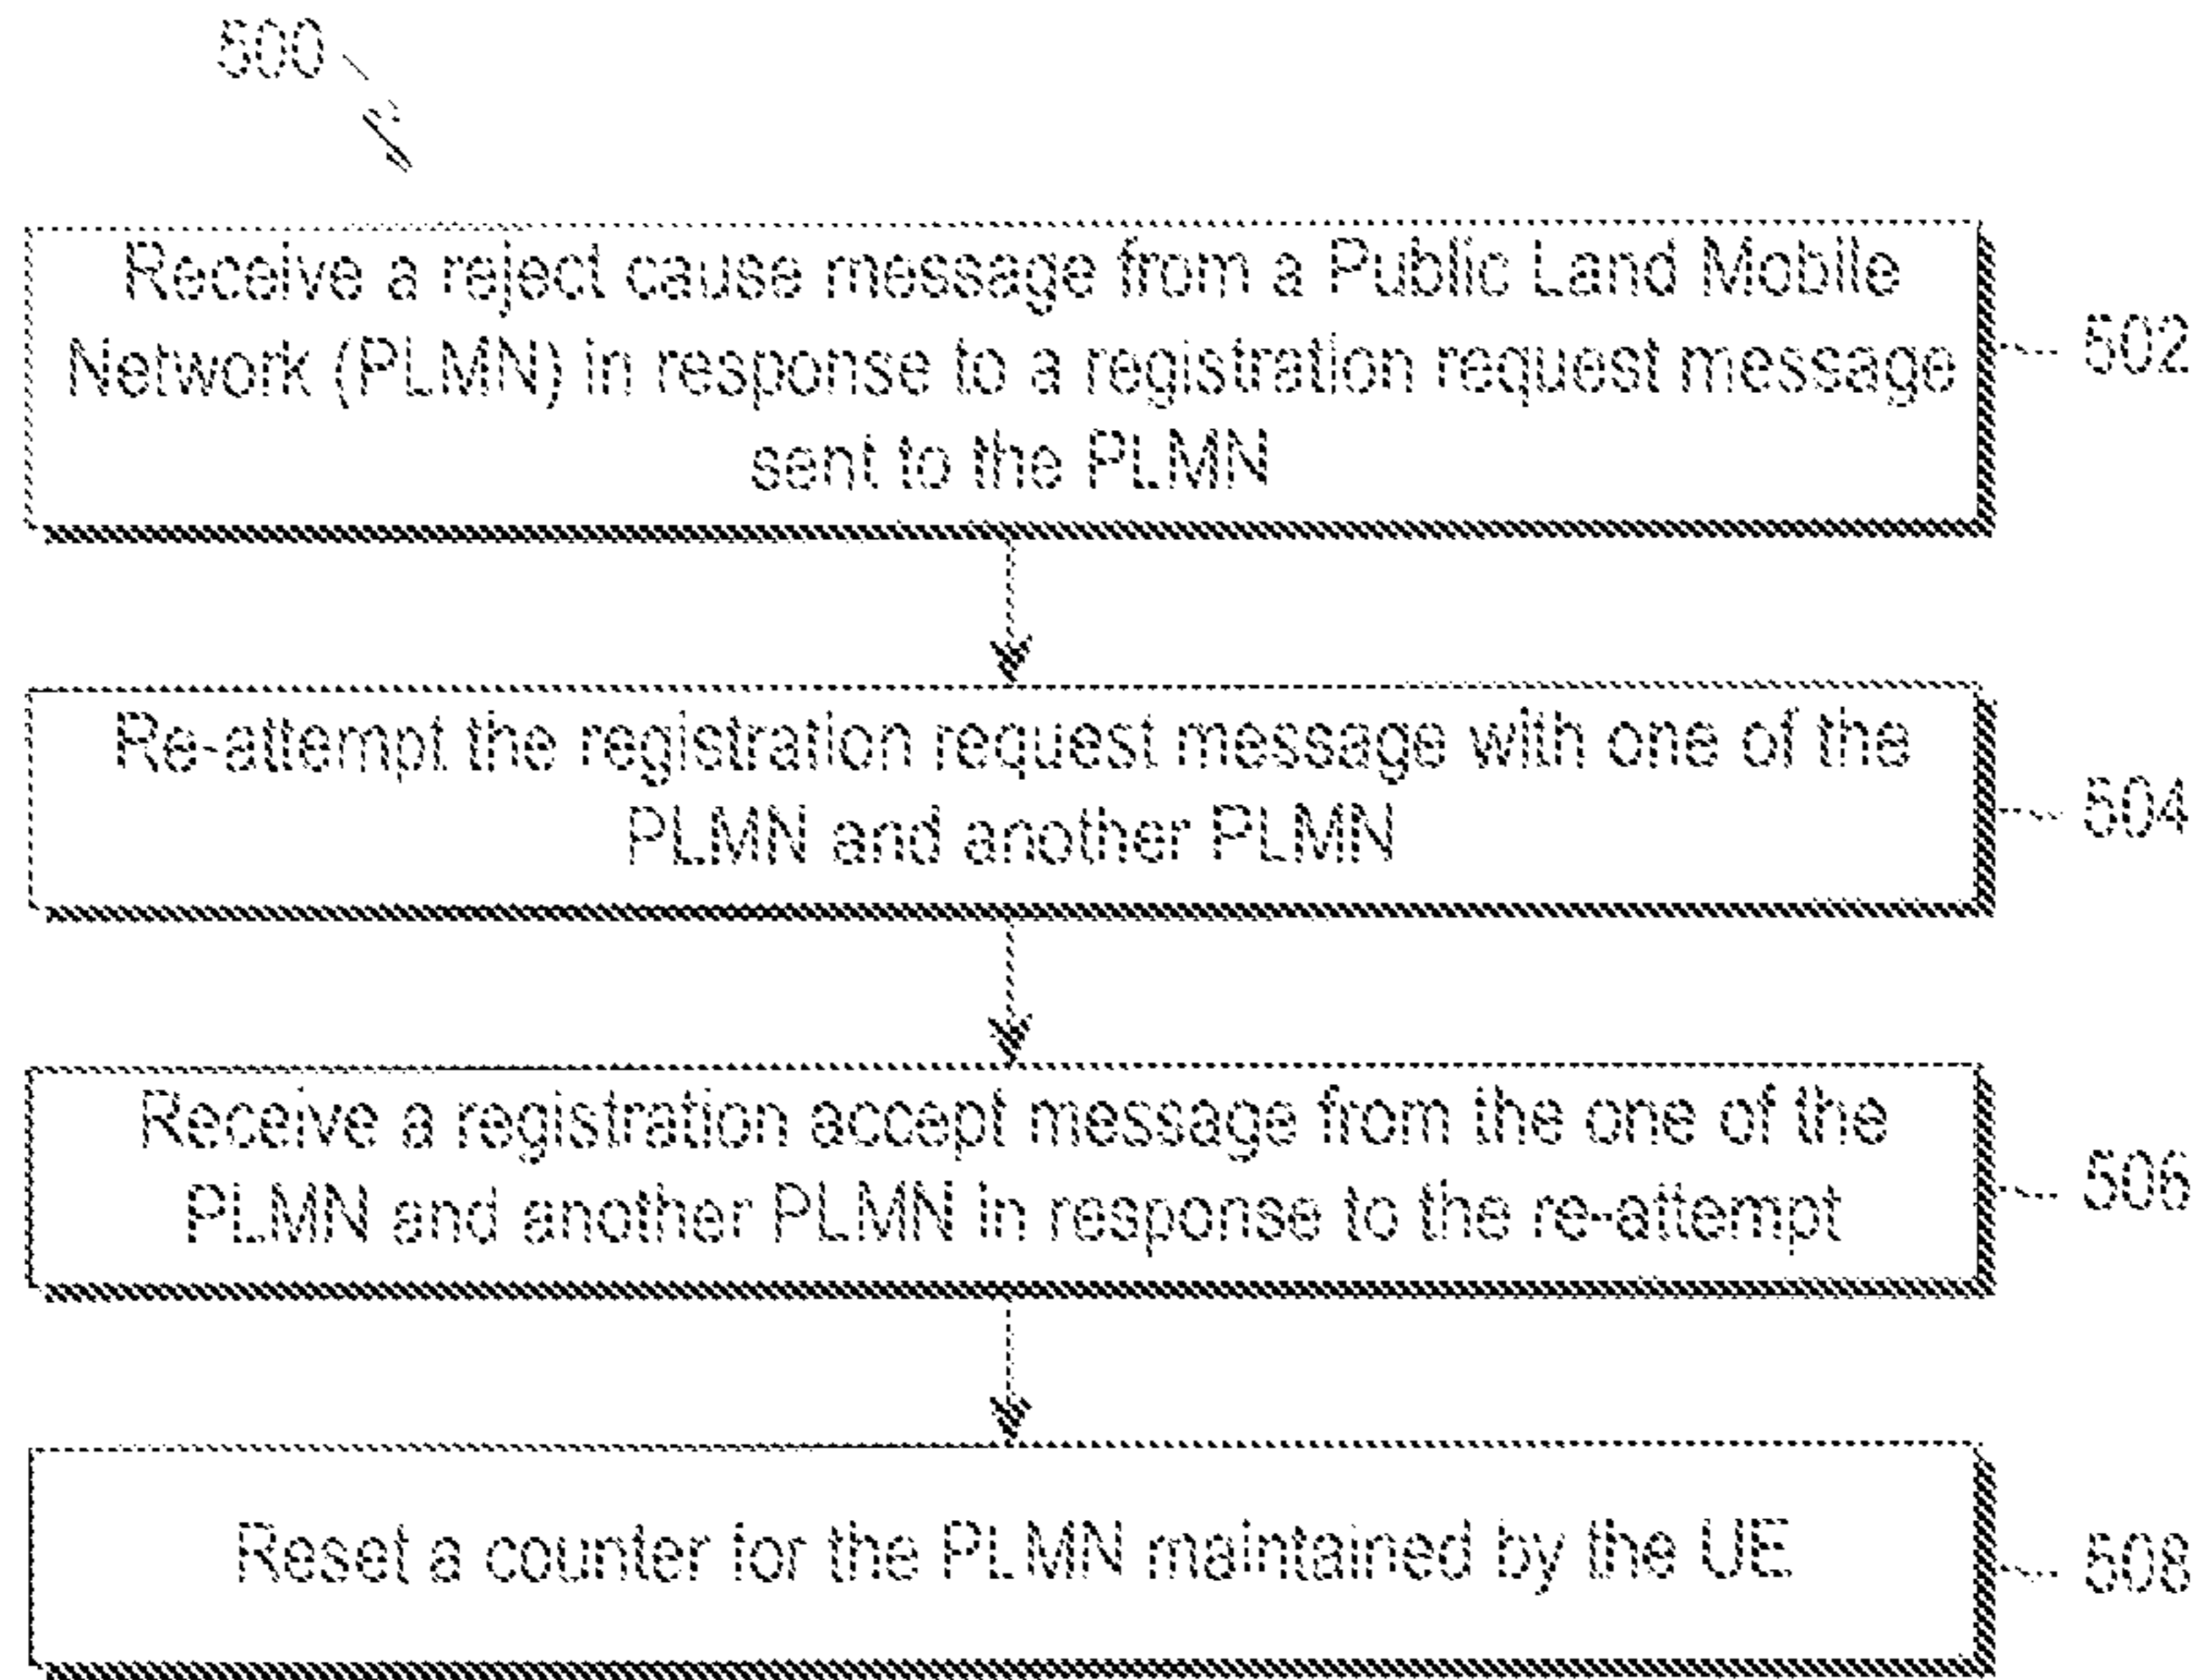 500
Receive a reject cause message from a Public Land Mobile
Network (PLMN) in response to a registration request message
sent to the PLMN
502
Re-attempt the registration request message with one of the
PLMN and another PLMN
504
Receive a registration accept message from the one of the
PLMN and another PLMN in response to the re-attempt
506
Reset a counter for the PLMN maintained by the UE
508